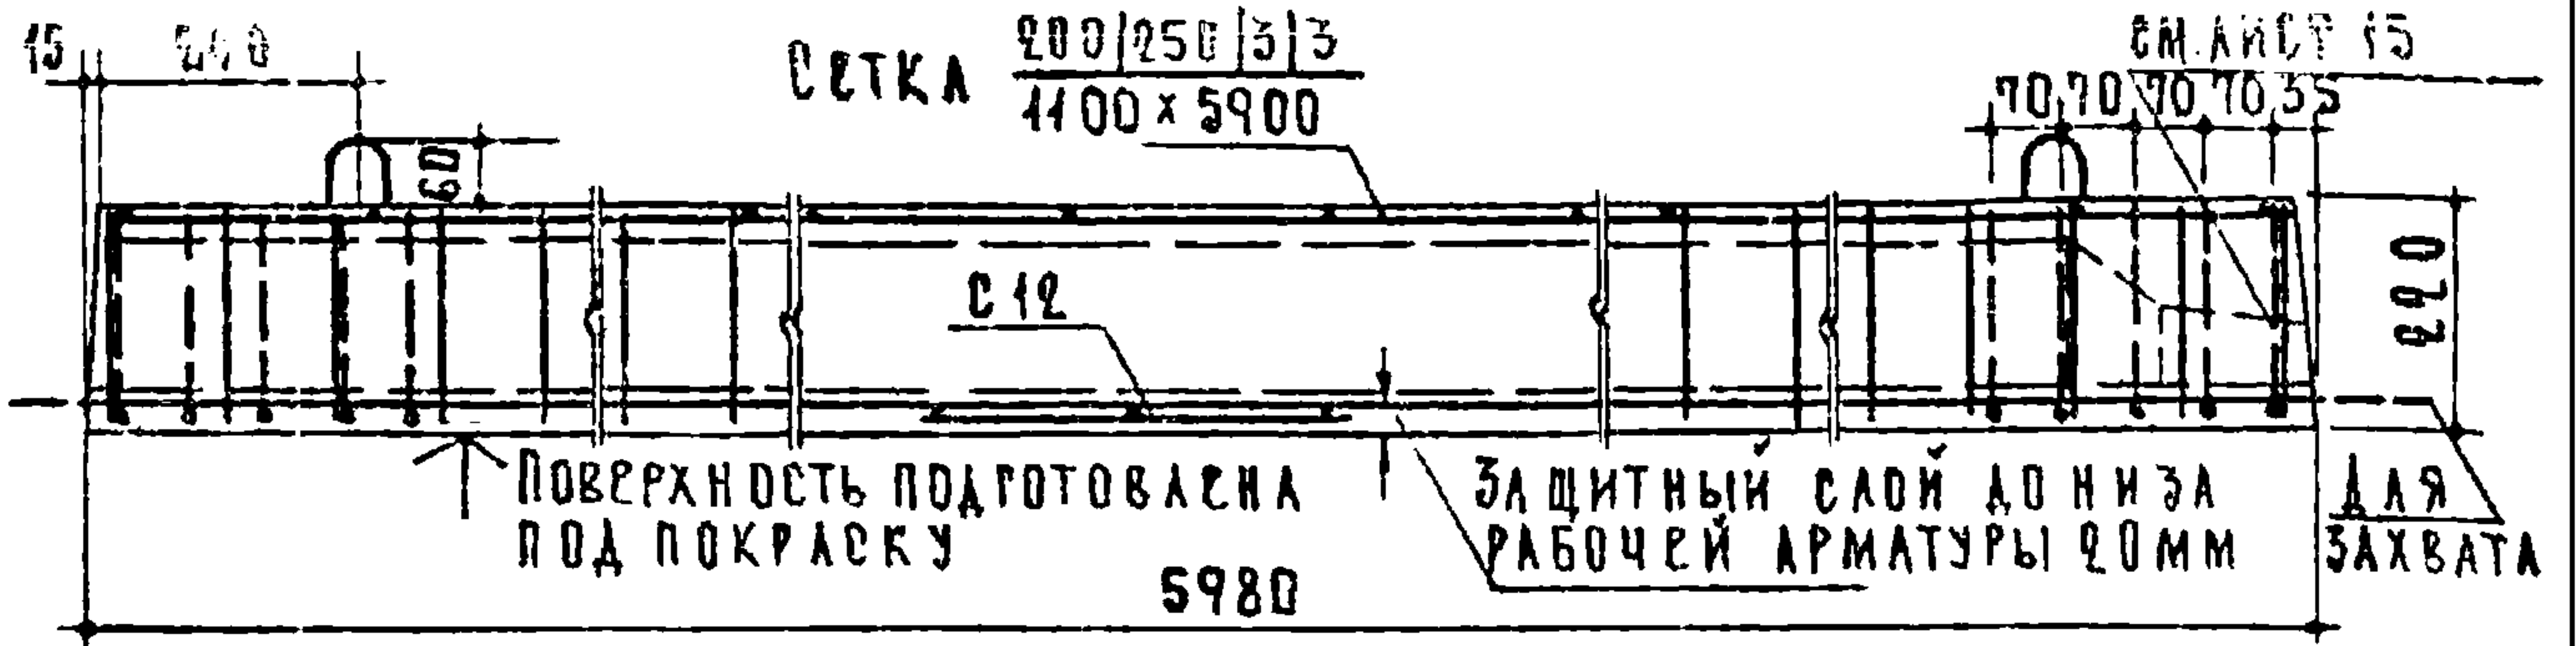 15
СЕТКА 200|250|3|3
1100 × 5900
СМ. ЛИСТ 15
70 70 70 70 35
60
С 12
220
ПОВЕРХНОСТЬ ПОДГОТОВЛЕНА
ПОД ПОКРАСКУ
ЗАЩИТНЫЙ СЛОЙ ДО НИЗА
РАБОЧЕЙ АРМАТУРЫ 20ММ
ДЛЯ
ЗАХВАТА
5980